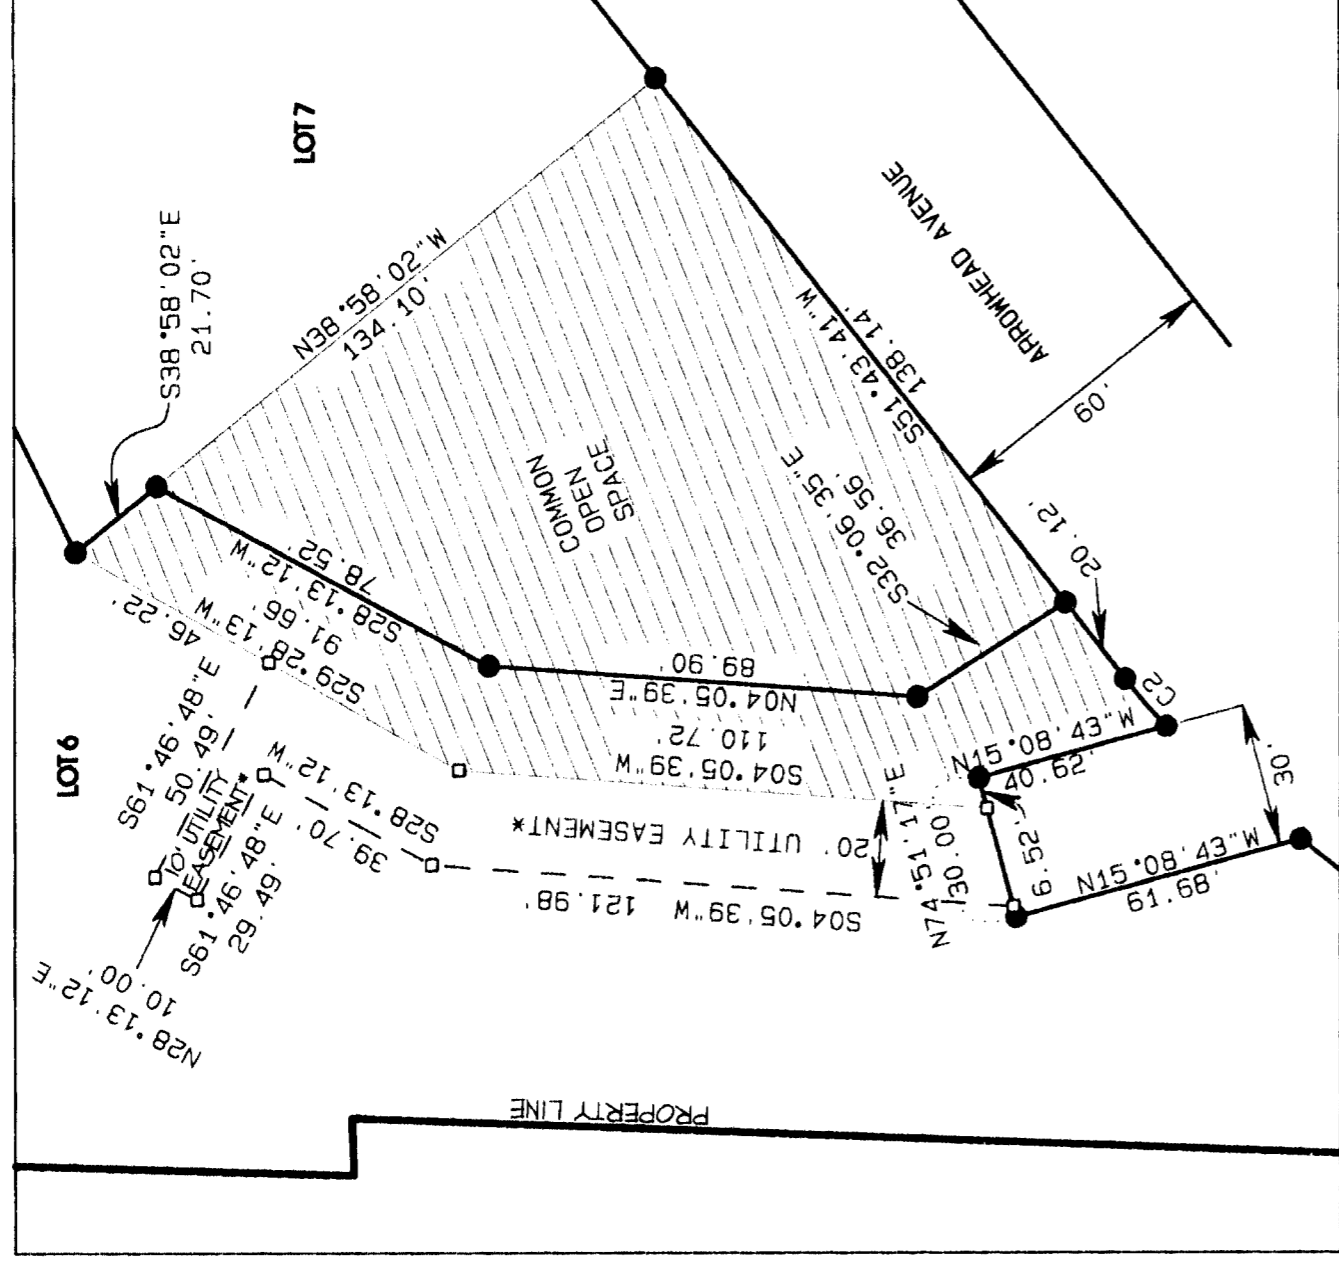 LOT 7
S38°58'02"E
21.70'
N38°58'02"W
134.10'
ARROWHEAD AVENUE
S51°43'41"W
138.14'
60'
COMMON
OPEN
SPACE
S32°06'35"E
36.56'
20.12'
C2
S28°13'12"W
78.52'
46.22'
S29°28'13"W
91.66'
N04°05'39"E
89.90'
S04°05'39"W
110.72'
LOT 6
S61°46'48"E
50.49'
10' UTILITY
EASEMENT*
S61°46'48"E
29.49'
N28°13'12"E
10.00'
S28°13'12"W
39.70'
20' UTILITY EASEMENT*
S04°05'39"W 121.98'
N74°51'17"E
30.00'
6.52'
N15°08'43"W
40.62'
N15°08'43"W
61.68'
30'
PROPERTY LINE